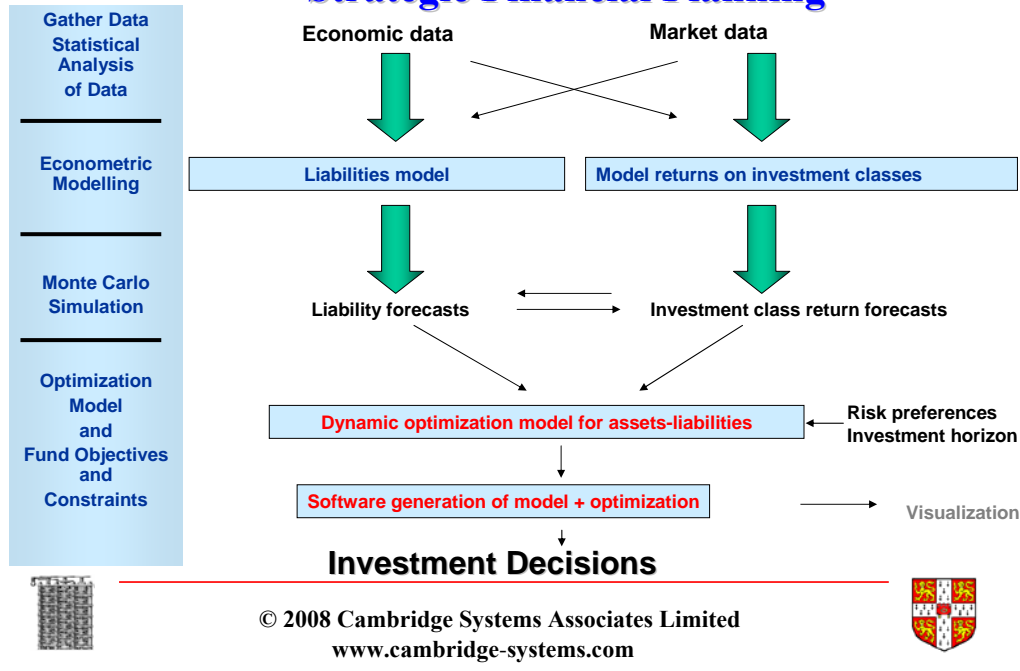 Strategic Financial Planning
Gather Data
Statistical
Analysis
of Data
Economic data
Market data
Econometric
Modelling
Liabilities model
Model returns on investment classes
Monte Carlo
Simulation
Liability forecasts
Investment class return forecasts
Optimization
Model
and
Fund Objectives
and
Constraints
Dynamic optimization model for assets-liabilities
Risk preferences
Investment horizon
Software generation of model + optimization
Visualization
Investment Decisions
© 2008 Cambridge Systems Associates Limited
www.cambridge-systems.com